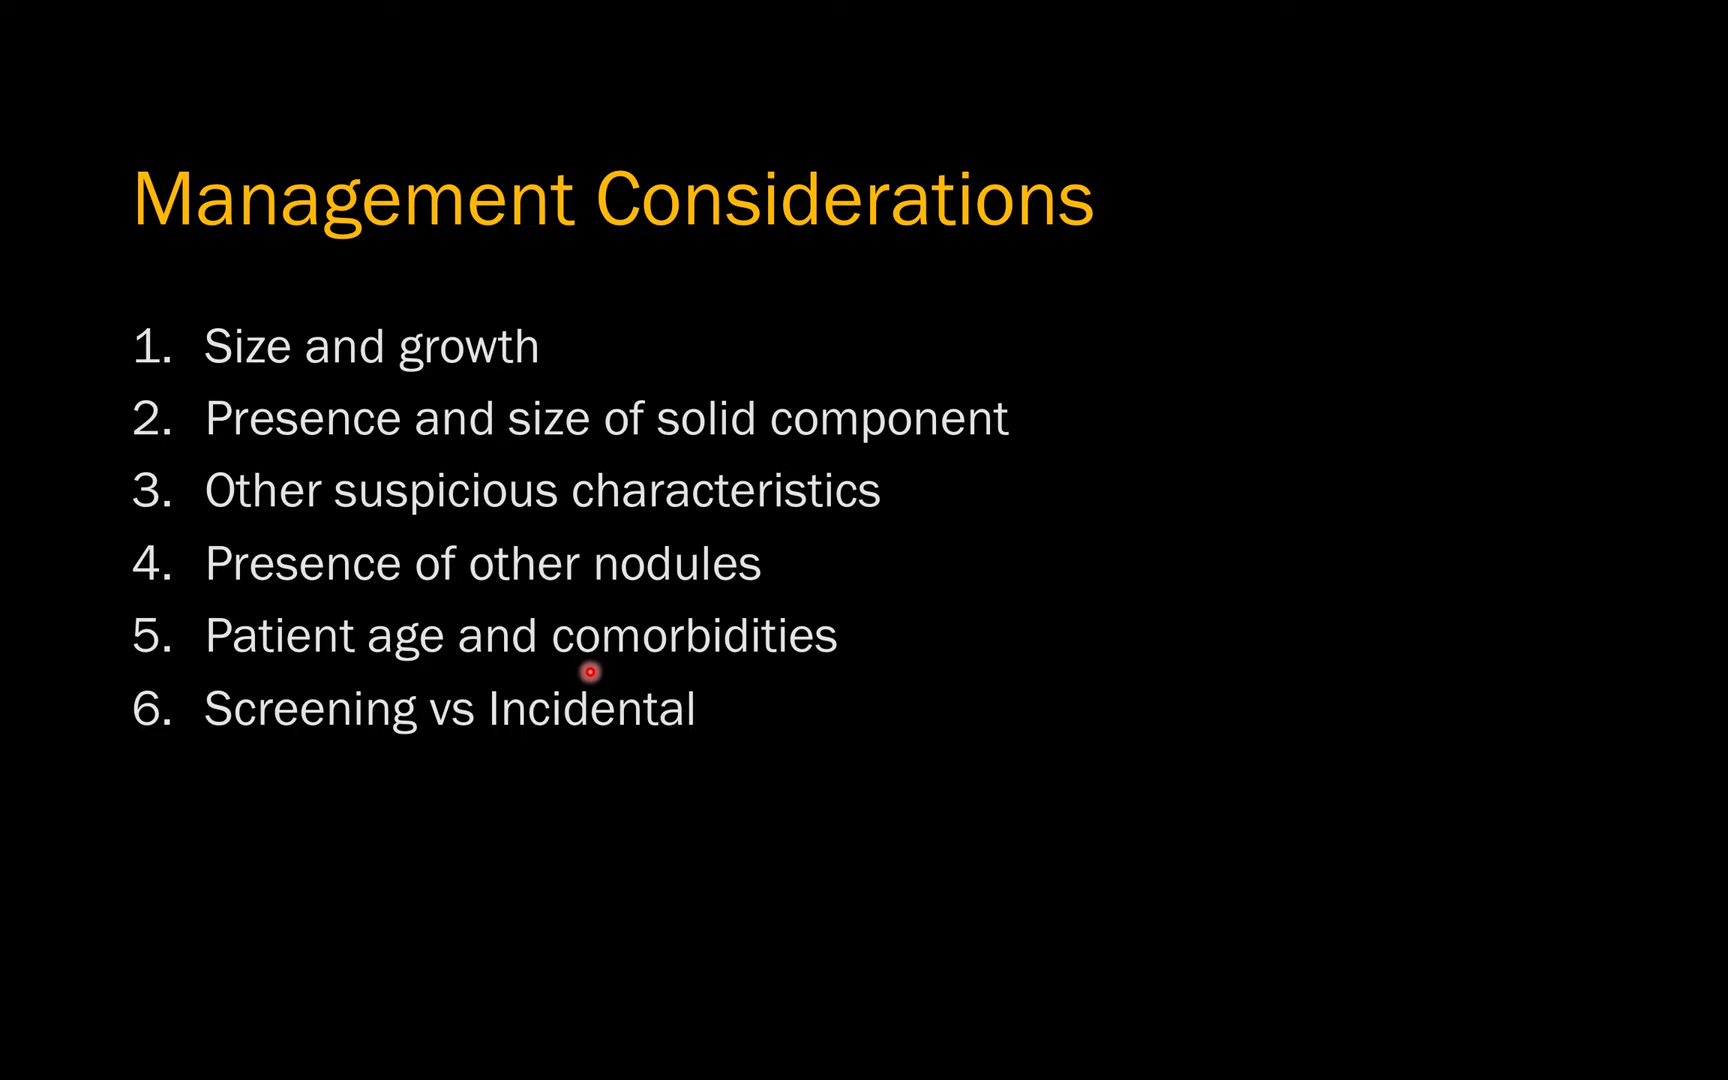 Management Considerations
1. Size and growth
2. Presence and size of solid component
3. Other suspicious characteristics
4. Presence of other nodules
5. Patient age and comorbidities
6. Screening vs Incidental